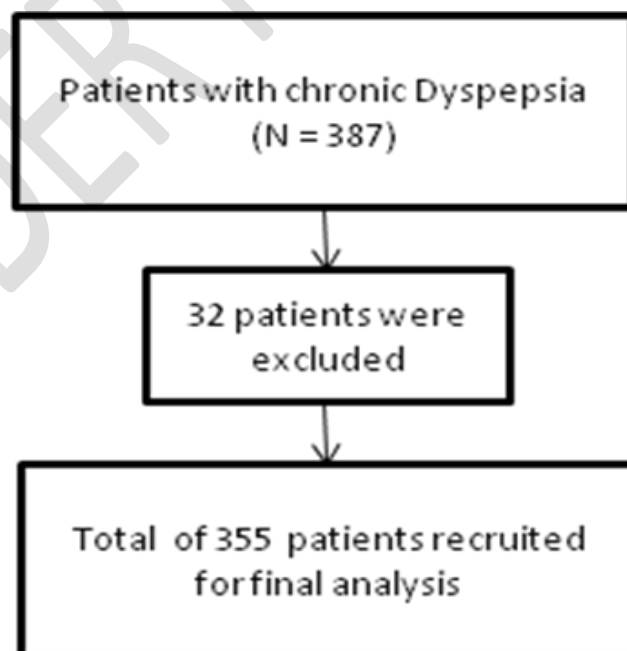 Patients with chronic Dyspepsia
(N = 387)
32 patients were
excluded
Total of 355 patients recruited
for final analysis